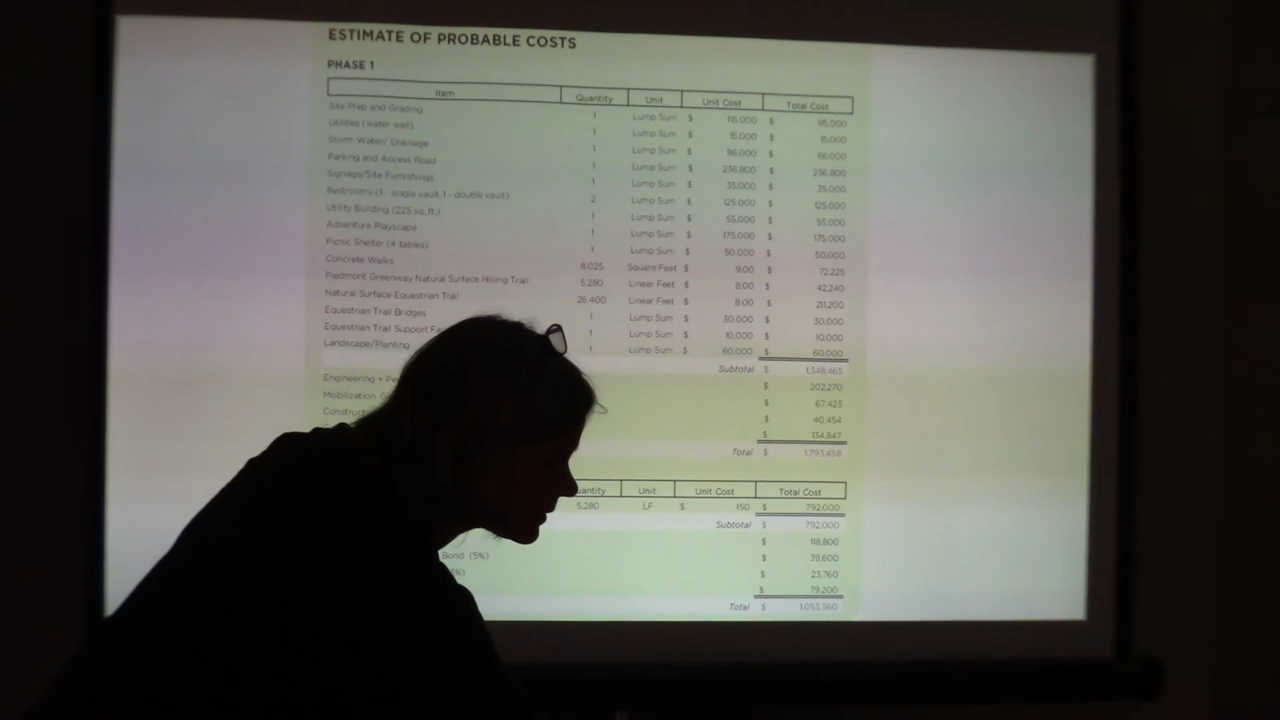 ESTIMATE OF PROBABLE COSTS
PHASE 1
Item Quantity Unit Unit Cost Total Cost
Site Prep and Grading 1 Lump Sum $ 115,000 $ 115,000
Utilities (water well) 1 Lump Sum $ 15,000 $ 15,000
Storm Water/ Drainage 1 Lump Sum $ 116,000 $ 116,000
Parking and Access Road 1 Lump Sum $ 236,800 $ 236,800
Signage/Site Furnishings 1 Lump Sum $ 35,000 $ 35,000
Restrooms (1 - single vault, 1 - double vault) 2 Lump Sum $ 125,000 $ 125,000
Utility Building (225 sq. ft.) 1 Lump Sum $ 55,000 $ 55,000
Adventure Playscape 1 Lump Sum $ 175,000 $ 175,000
Picnic Shelter (4 tables) 1 Lump Sum $ 50,000 $ 50,000
Concrete Walks 8,025 Square Feet $ 9.00 $ 72,225
Piedmont Greenway Natural Surface Hiking Trail 5,280 Linear Feet $ 8.00 $ 42,240
Natural Surface Equestrian Trail 26,400 Linear Feet $ 8.00 $ 211,200
Equestrian Trail Bridges 1 Lump Sum $ 30,000 $ 30,000
Equestrian Trail Support 1 Lump Sum $ 10,000 $ 10,000
Landscape/Planting 1 Lump Sum $ 60,000 $ 60,000
Subtotal $ 1,348,465
Engineering + $ 202,270
Mobilization $ 67,423
$ 40,454
$ 134,847
Total $ 1,793,458
Unit Unit Cost Total Cost
5,280 LF $ 150 $ 792,000
Subtotal $ 792,000
$ 118,800
Bond (5%) $ 39,600
$ 23,760
$ 79,200
Total $ 1,053,360